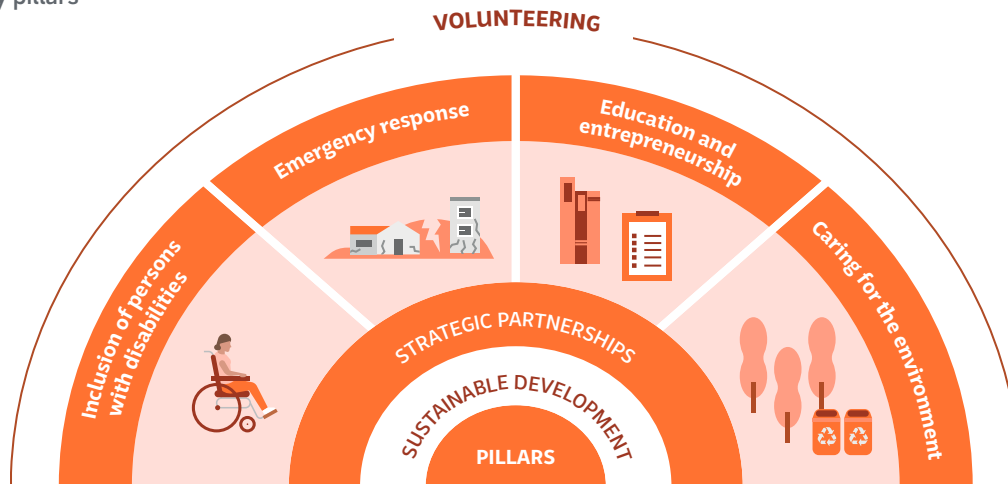 pillars
VOLUNTEERING
Emergency response
Education and
entrepreneurship
Inclusion of persons
with disabilities
Caring for the environment
STRATEGIC PARTNERSHIPS
SUSTAINABLE DEVELOPMENT
PILLARS